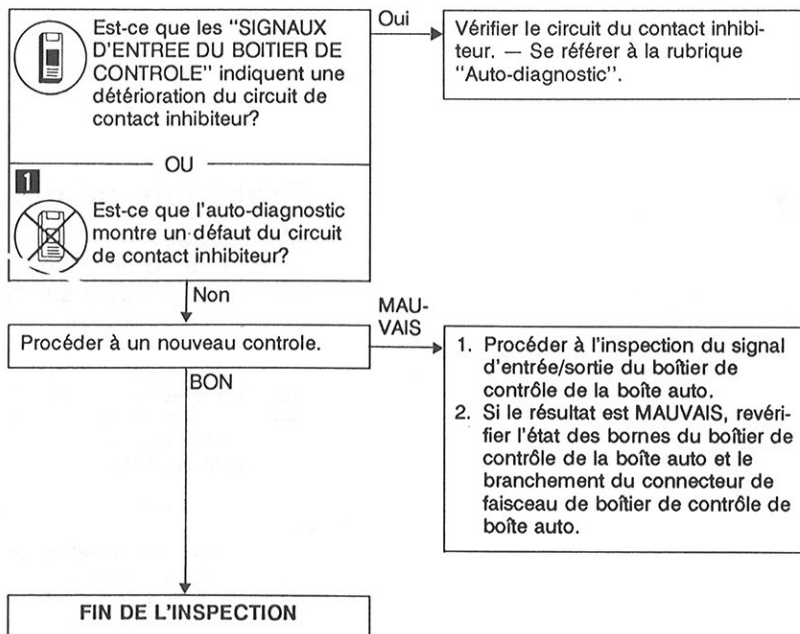 Est-ce que les "SIGNAUX
D'ENTREE DU BOITIER DE
CONTROLE" indiquent une
détérioration du circuit de
contact inhibiteur?
Oui
Vérifier le circuit du contact inhibi-
teur. — Se référer à la rubrique
"Auto-diagnostic".
OU
1
Est-ce que l'auto-diagnostic
montre un défaut du circuit
de contact inhibiteur?
Non
Procéder à un nouveau controle.
MAU-
VAIS
1. Procéder à l'inspection du signal
d'entrée/sortie du boîtier de
contrôle de la boîte auto.
2. Si le résultat est MAUVAIS, revéri-
fier l'état des bornes du boîtier de
contrôle de la boîte auto et le
branchement du connecteur de
faisceau de boîtier de contrôle de
boîte auto.
BON
FIN DE L'INSPECTION